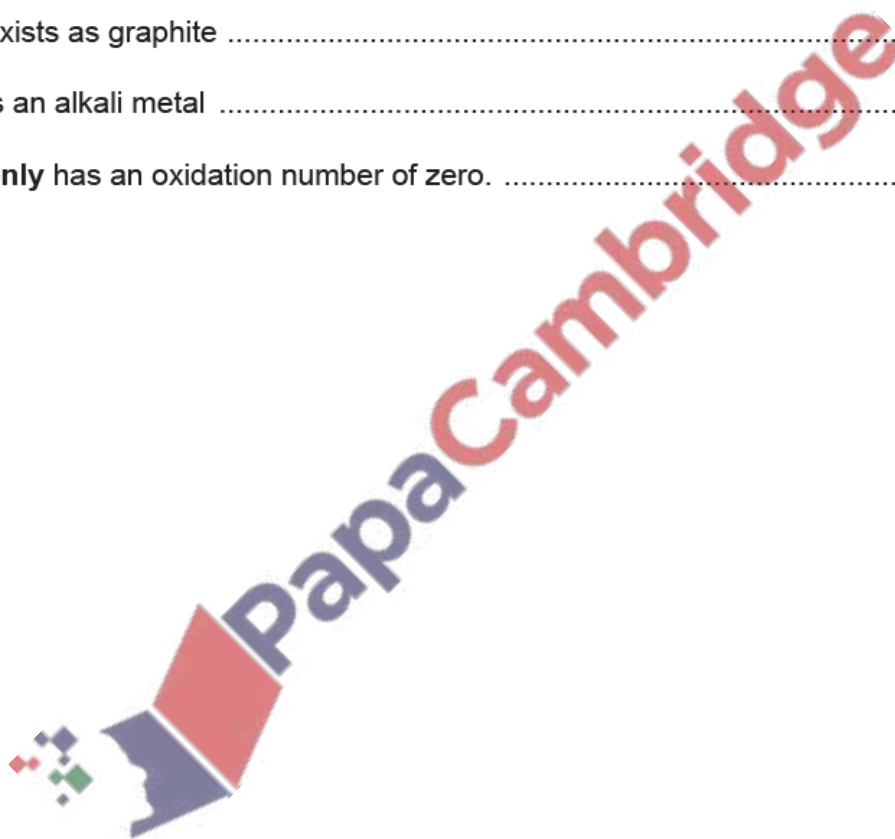 xists as graphite ................................................................................
s an alkali metal ................................................................................
nly has an oxidation number of zero. ...............................................
PapaCambridge